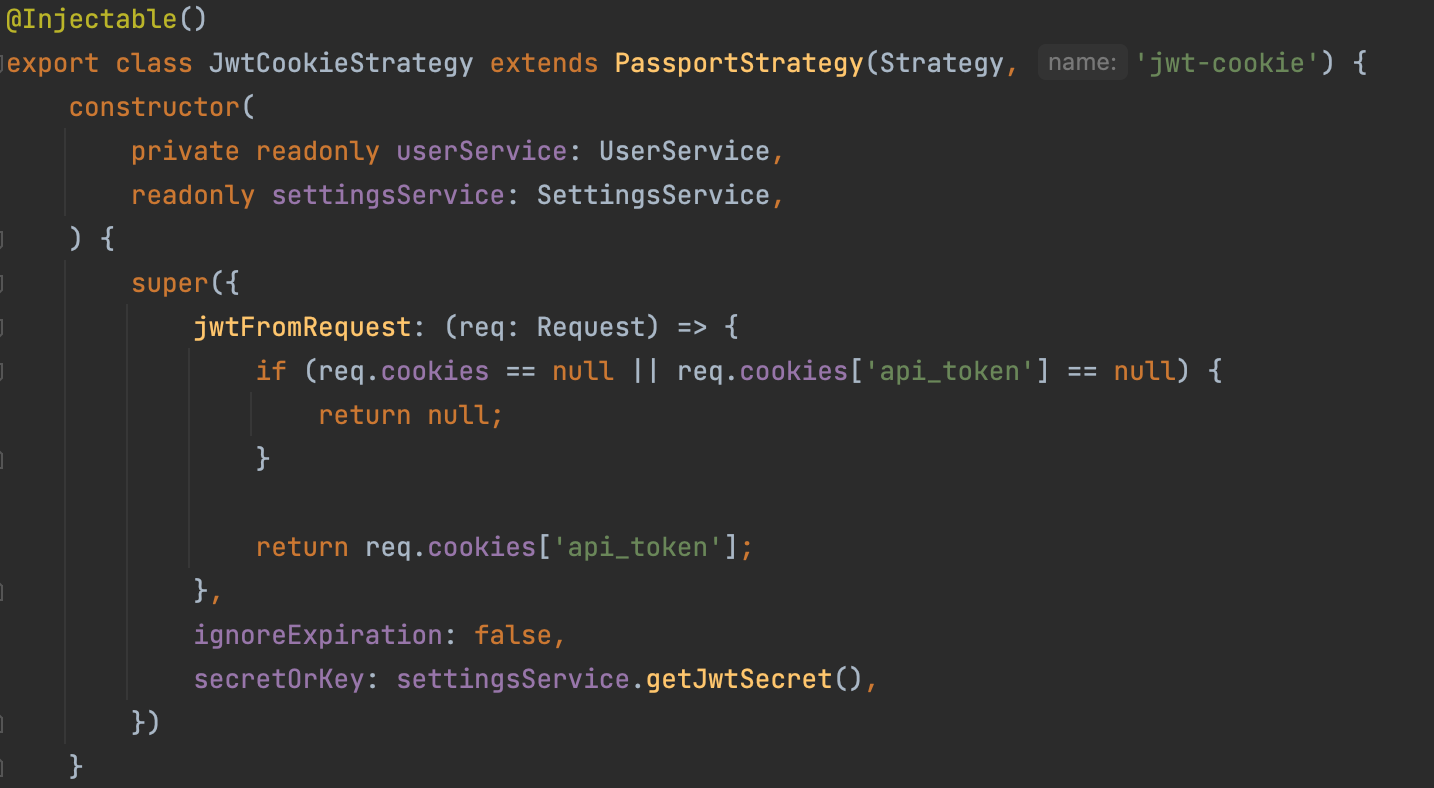 @Injectable()
export class JwtCookieStrategy extends PassportStrategy(Strategy, name: 'jwt-cookie') {
    constructor(
        private readonly userService: UserService,
        readonly settingsService: SettingsService,
    ) {
        super({
            jwtFromRequest: (req: Request) => {
                if (req.cookies == null || req.cookies['api_token'] == null) {
                    return null;
                }
                return req.cookies['api_token'];
            },
            ignoreExpiration: false,
            secretOrKey: settingsService.getJwtSecret(),
        })
    }